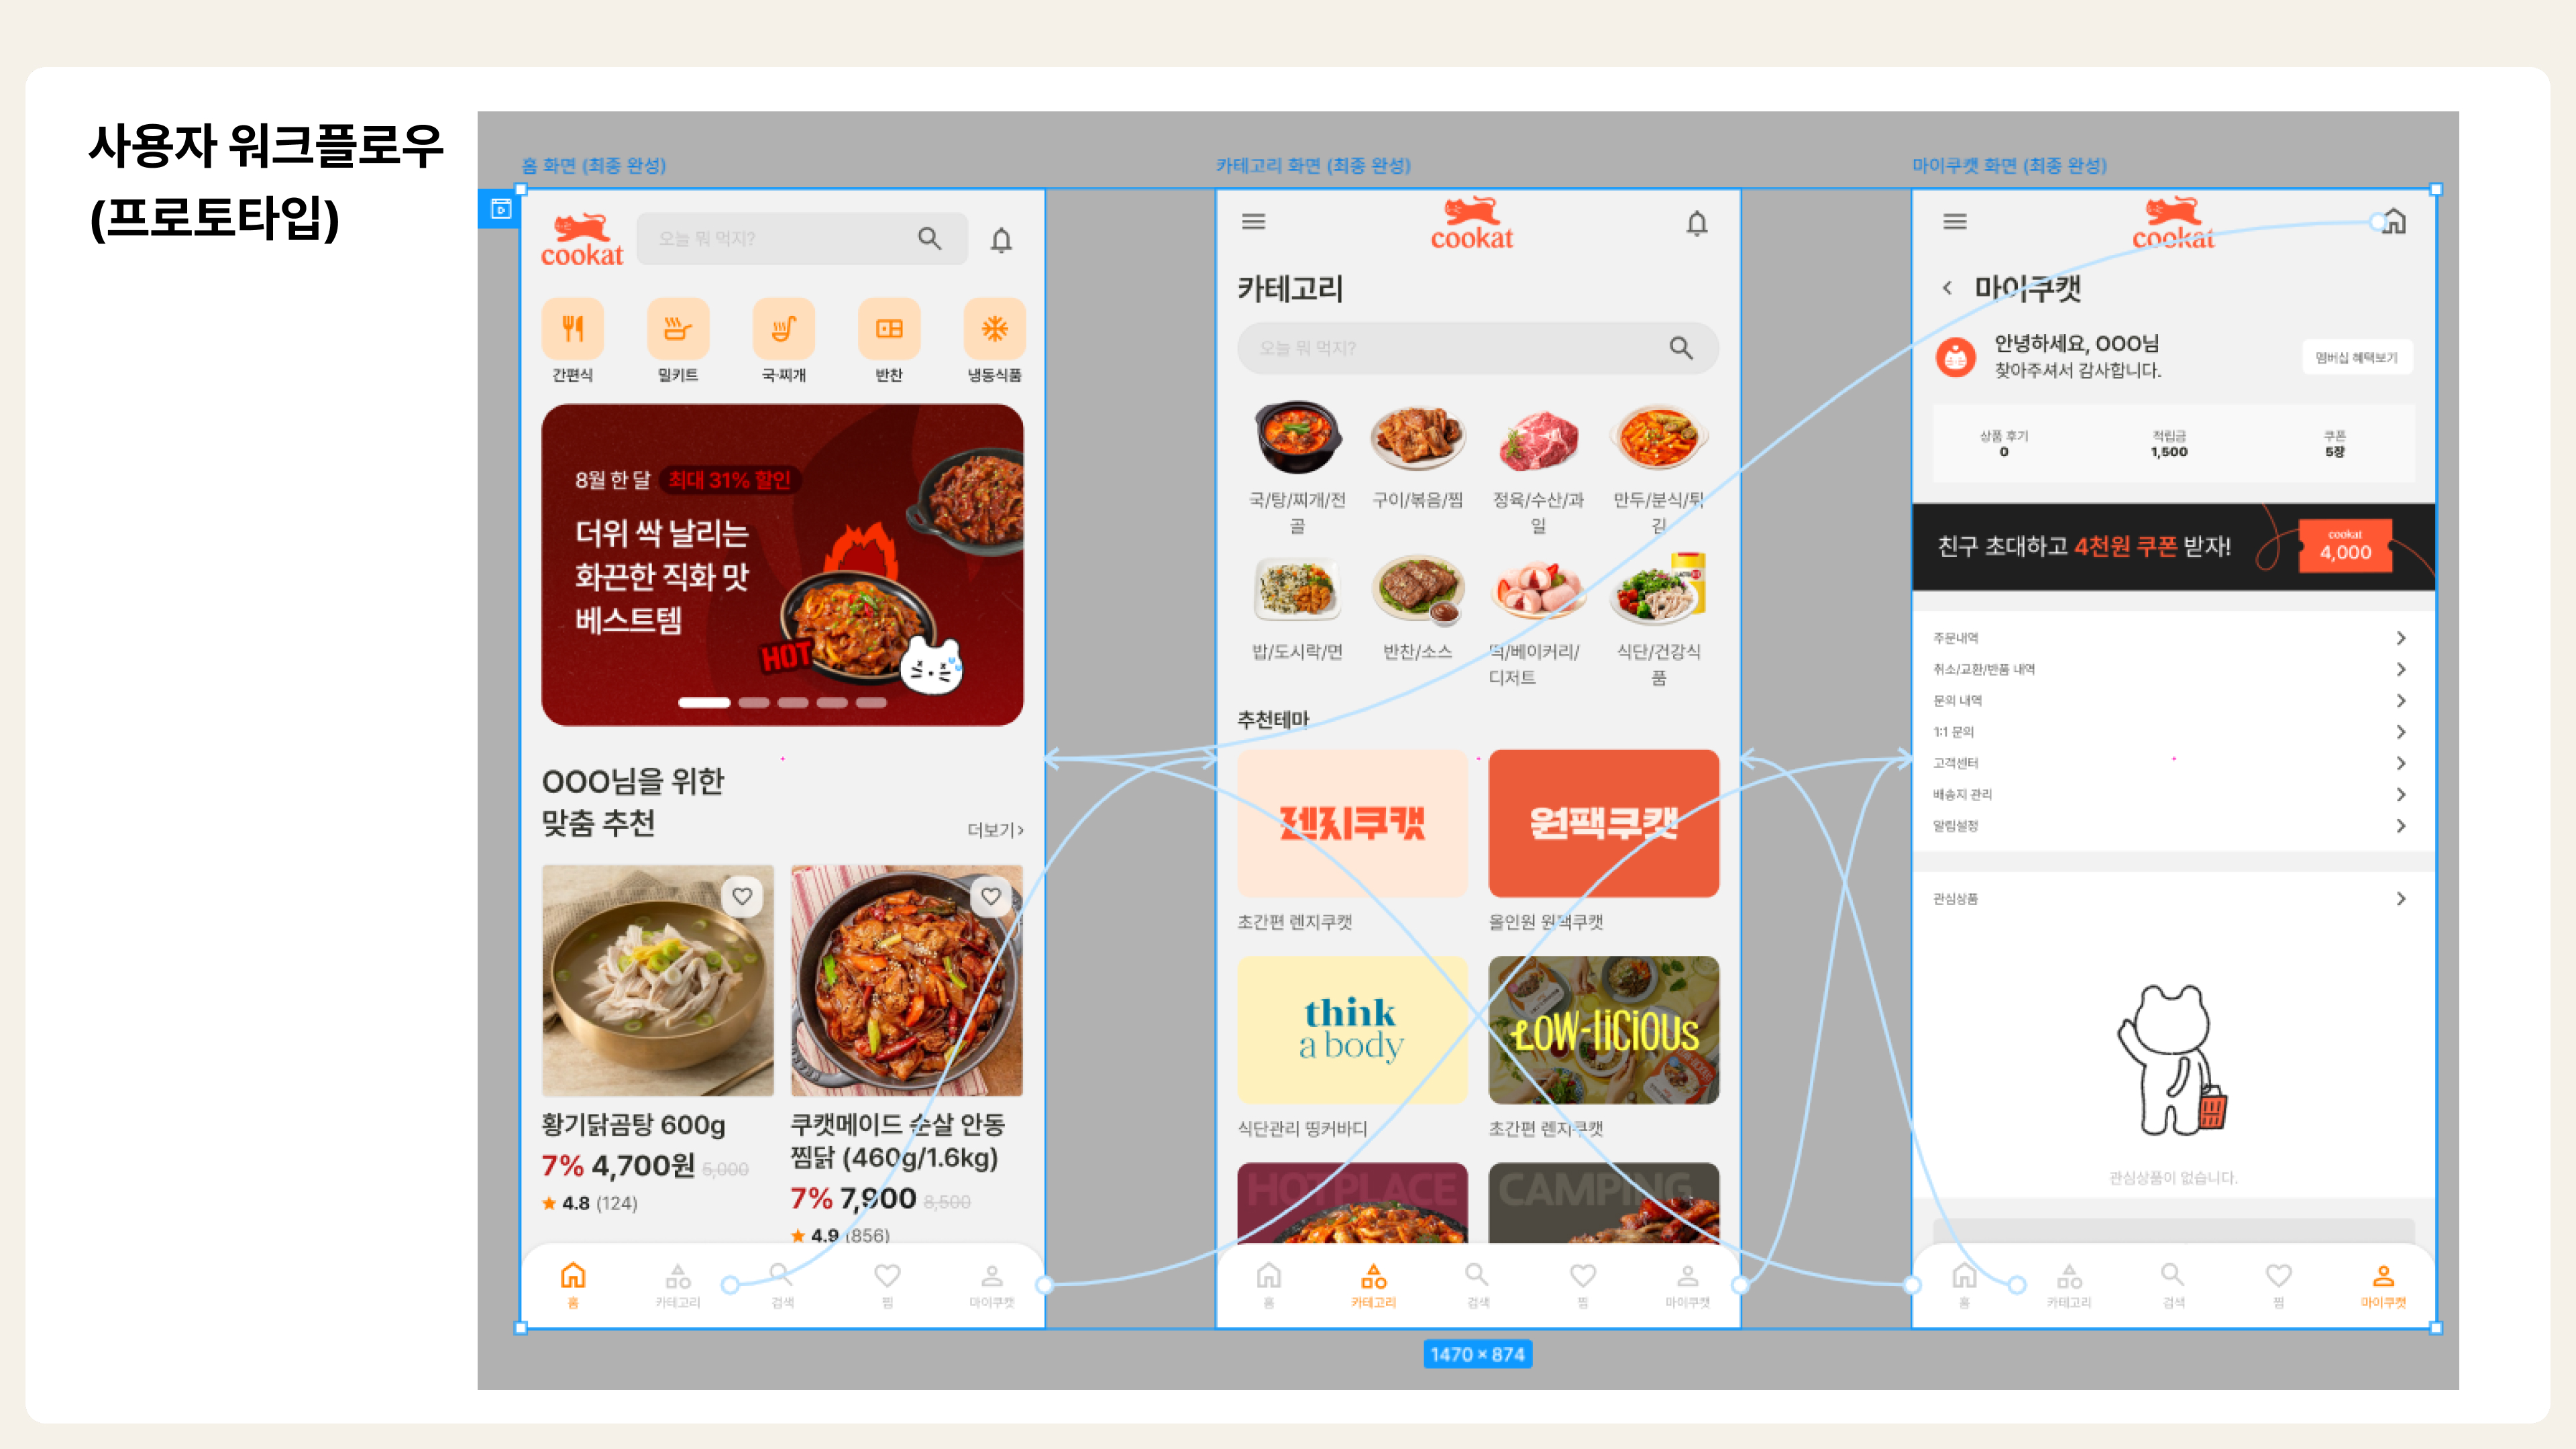 사용자 워크플로우
(프로토타입)
홈 화면 (최종 완성)
cookat
오늘 뭐 먹지?
간편식
밀키트
국·찌개
반찬
냉동식품
8월 한 달 최대 31% 할인
더위 싹 날리는
화끈한 직화 맛
베스트템
HOT
OOO님을 위한
맞춤 추천
더보기>
황기닭곰탕 600g
7% 4,700원 5,000
★ 4.8 (124)
쿠캣메이드 순살 안동
찜닭 (460g/1.6kg)
7% 7,900 8,500
★ 4.9 (856)
홈
카테고리
검색
찜
마이쿠캣
카테고리 화면 (최종 완성)
cookat
카테고리
오늘 뭐 먹지?
국/탕/찌개/전
골
구이/볶음/찜
정육/수산/과
일
만두/분식/튀
김
밥/도시락/면
반찬/소스
떡/베이커리/
디저트
식단/건강식
품
추천테마
렌지쿠캣
원팩쿠캣
초간편 렌지쿠캣
올인원 원팩쿠캣
think
a body
LOW-liCiOUs
식단관리 띵커바디
초간편 렌지쿠캣
HOTPLACE
CAMPING
홈
카테고리
검색
찜
마이쿠캣
마이쿠캣 화면 (최종 완성)
cookat
마이쿠캣
안녕하세요, OOO님
찾아주셔서 감사합니다.
멤버십 혜택보기
상품 후기
0
적립금
1,500
쿠폰
5장
친구 초대하고 4천원 쿠폰 받자!
cookat
4,000
주문내역
취소/교환/반품 내역
문의 내역
1:1 문의
고객센터
배송지 관리
알림설정
관심상품
관심상품이 없습니다.
홈
카테고리
검색
찜
마이쿠캣
1470 × 874